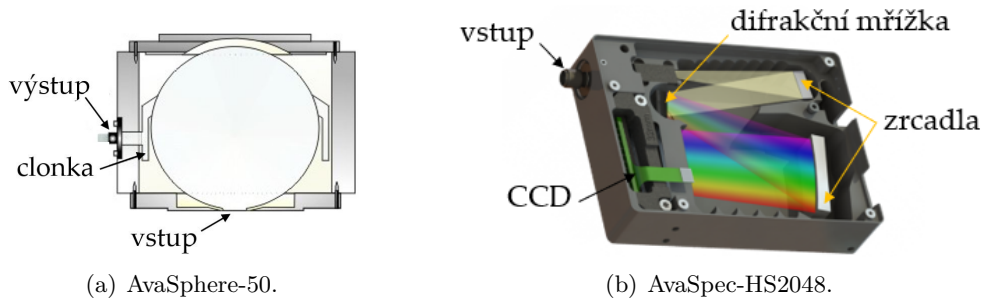 výstup
clonka
vstup
(a) AvaSphere-50.
vstup
difrakční mřížka
zrcadla
CCD
(b) AvaSpec-HS2048.